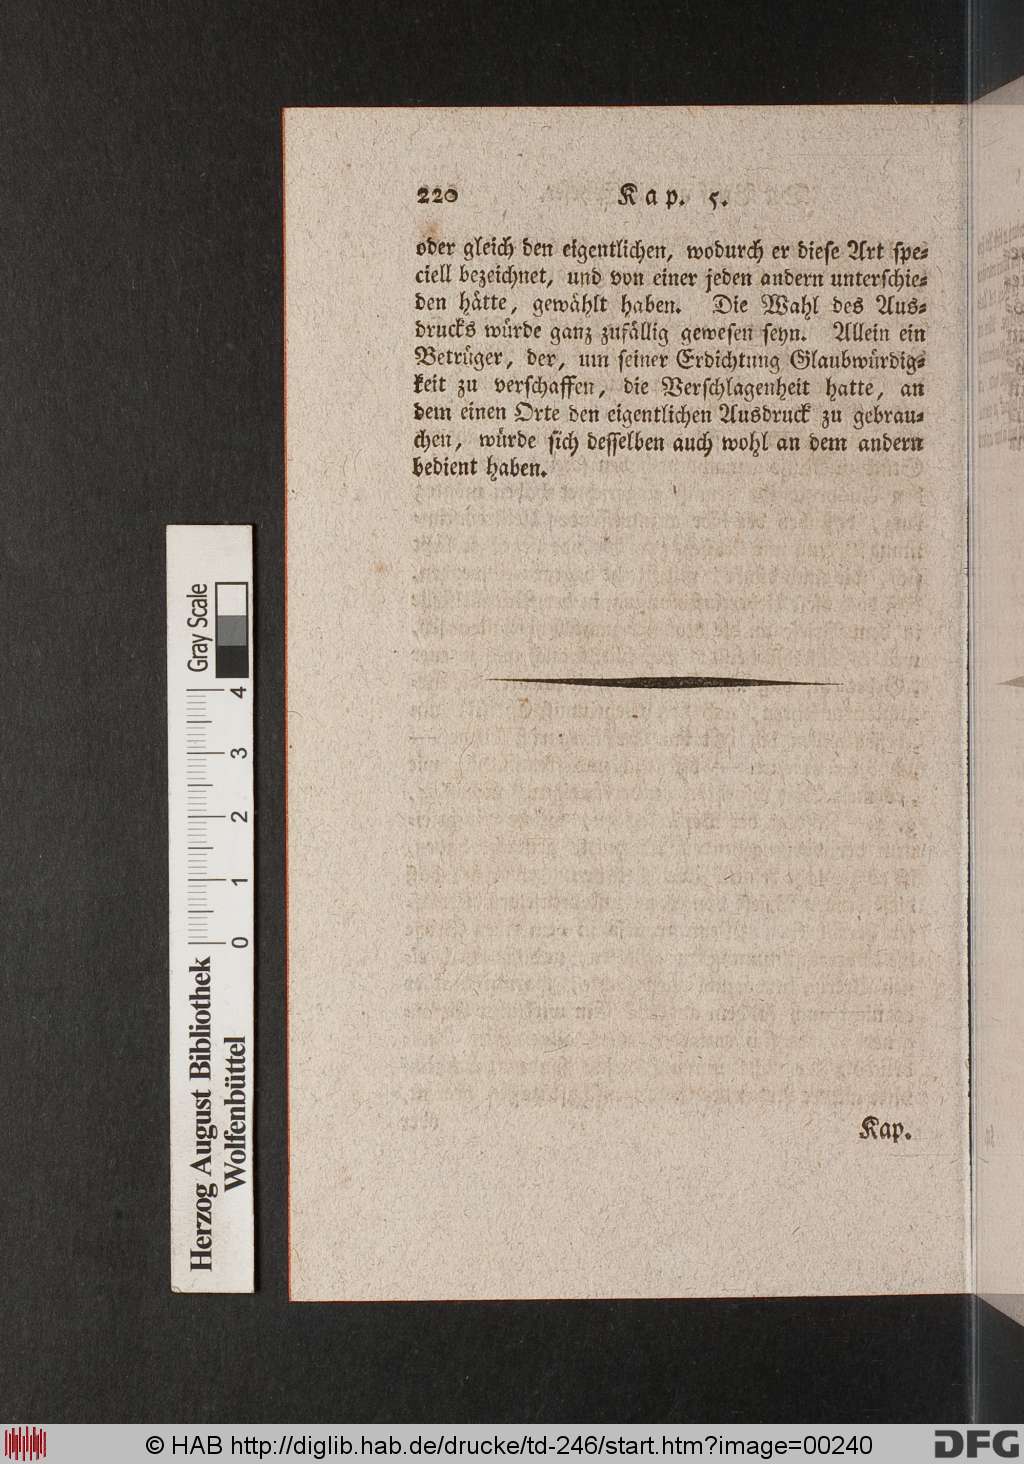 220 Kap. 5.
oder gleich den eigentlichen, wodurch er diese Art spe-
ciell bezeichnet, und von einer jeden andern unterschie-
den hätte, gewählt haben. Die Wahl des Aus-
drucks würde ganz zufällig gewesen seyn. Allein ein
Betrüger, der, um seiner Erdichtung Glaubwürdig-
keit zu verschaffen, die Verschlagenheit hatte, an
dem einen Orte den eigentlichen Ausdruck zu gebrau-
chen, würde sich desselben auch wohl an dem andern
bedient haben.
Kap.
Gray Scale
4
3
2
1
0
Herzog August Bibliothek
Wolfenbüttel
© HAB http://diglib.hab.de/drucke/td-246/start.htm?image=00240
DFG